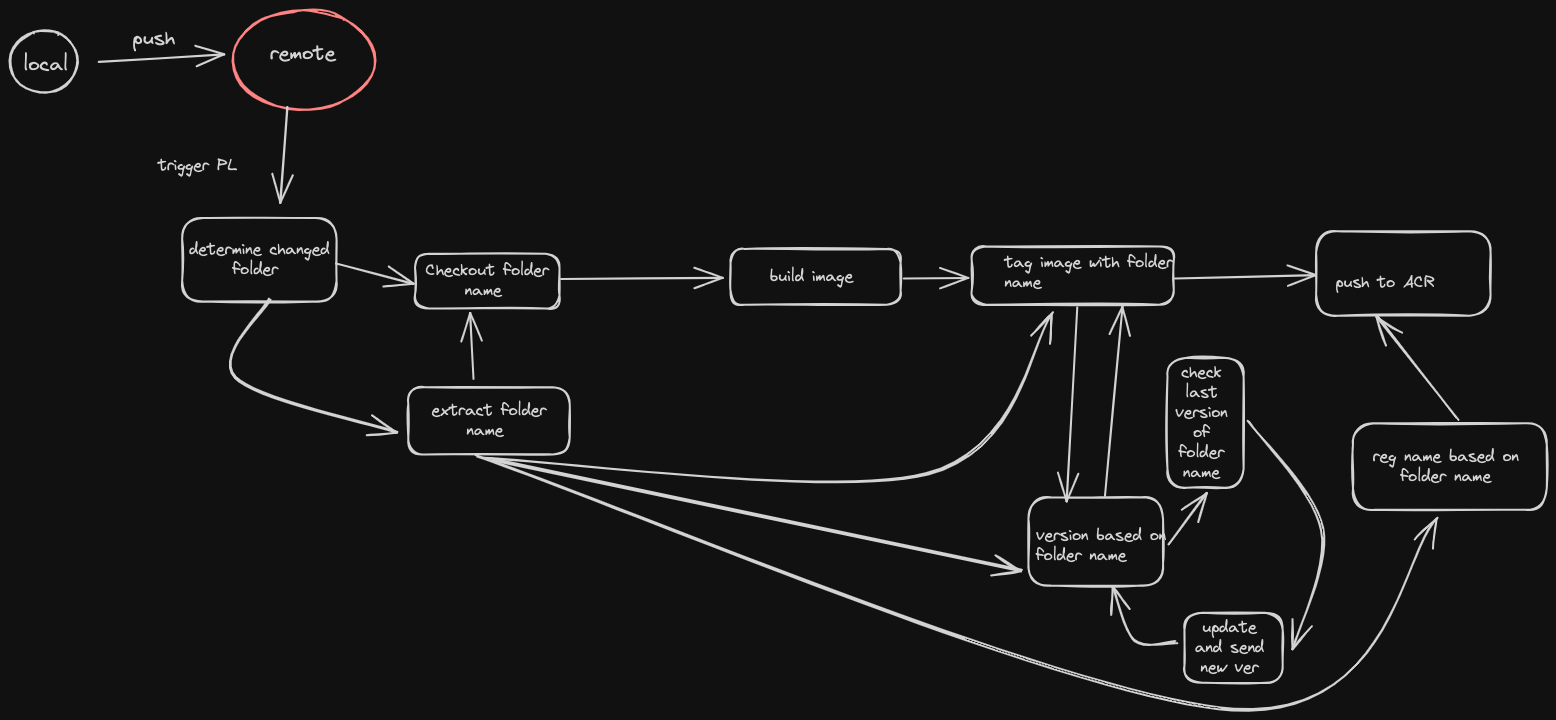 local
push
remote
trigger PL
determine changed
folder
Checkout folder
name
build image
tag image with folder
name
push to ACR
extract folder
name
check
last
version
of
folder
name
version based on
folder name
reg name based on
folder name
update
and send
new ver